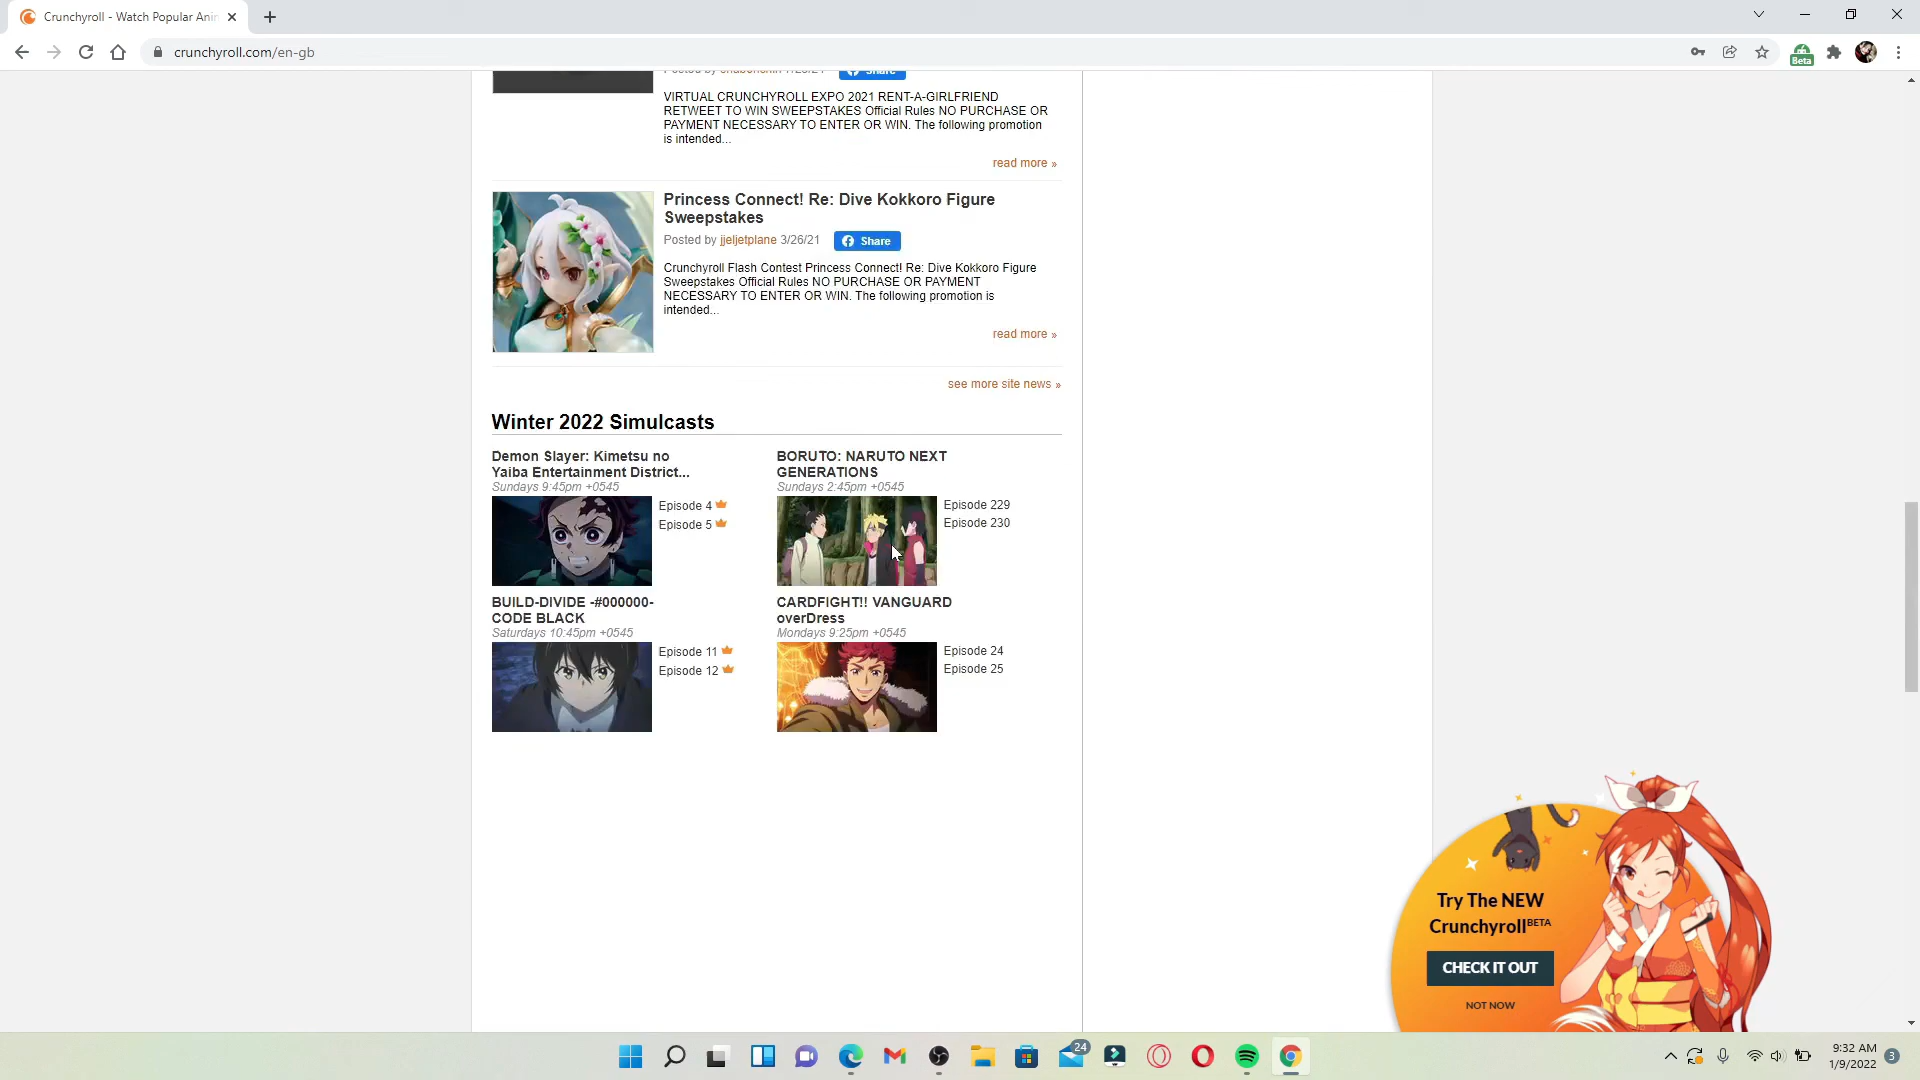 Crunchyroll - Watch Popular Ani
crunchyroll.com/en-gb
Beta
Share
VIRTUAL CRUNCHYROLL EXPO 2021 RENT-A-GIRLFRIEND
RETWEET TO WIN SWEEPSTAKES Official Rules NO PURCHASE OR
PAYMENT NECESSARY TO ENTER OR WIN. The following promotion
is intended...
read more »
Princess Connect! Re: Dive Kokkoro Figure
Sweepstakes
Posted by jjeljetplane 3/26/21
Share
Crunchyroll Flash Contest Princess Connect! Re: Dive Kokkoro Figure
Sweepstakes Official Rules NO PURCHASE OR PAYMENT
NECESSARY TO ENTER OR WIN. The following promotion is
intended...
read more »
see more site news »
Winter 2022 Simulcasts
Demon Slayer: Kimetsu no
Yaiba Entertainment District...
Sundays 9:45pm +0545
Episode 4
Episode 5
BORUTO: NARUTO NEXT
GENERATIONS
Sundays 2:45pm +0545
Episode 229
Episode 230
BUILD-DIVIDE -#000000-
CODE BLACK
Saturdays 10:45pm +0545
Episode 11
Episode 12
CARDFIGHT!! VANGUARD
overDress
Mondays 9:25pm +0545
Episode 24
Episode 25
Try The NEW
Crunchyroll BETA
CHECK IT OUT
NOT NOW
24
9:32 AM
1/9/2022
3